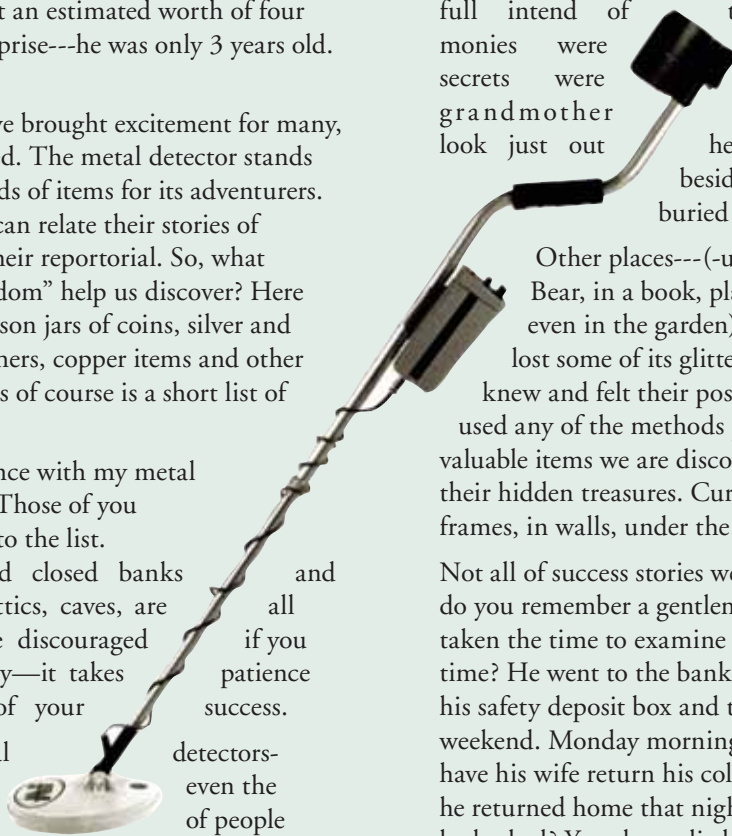 t an estimated worth of four
prise---he was only 3 years old.
ve brought excitement for many,
d. The metal detector stands
ds of items for its adventurers.
can relate their stories of
heir reportorial. So, what
dom” help us discover? Here
son jars of coins, silver and
ners, copper items and other
s of course is a short list of
nce with my metal
Those of you
to the list.
d closed banks and
ttics, caves, are all
e discouraged if you
y—it takes patience
of your success.
l detectors-
even the
of people
full intend of t
monies were
secrets were
grandmother
look just out he
besid
buried
Other places---(-u
Bear, in a book, pla
even in the garden)
lost some of its glitte
knew and felt their pos
used any of the methods
valuable items we are disco
their hidden treasures. Cur
frames, in walls, under the
Not all of success stories we
do you remember a gentlem
taken the time to examine
time? He went to the bank
his safety deposit box and t
weekend. Monday morning
have his wife return his col
he returned home that nigh